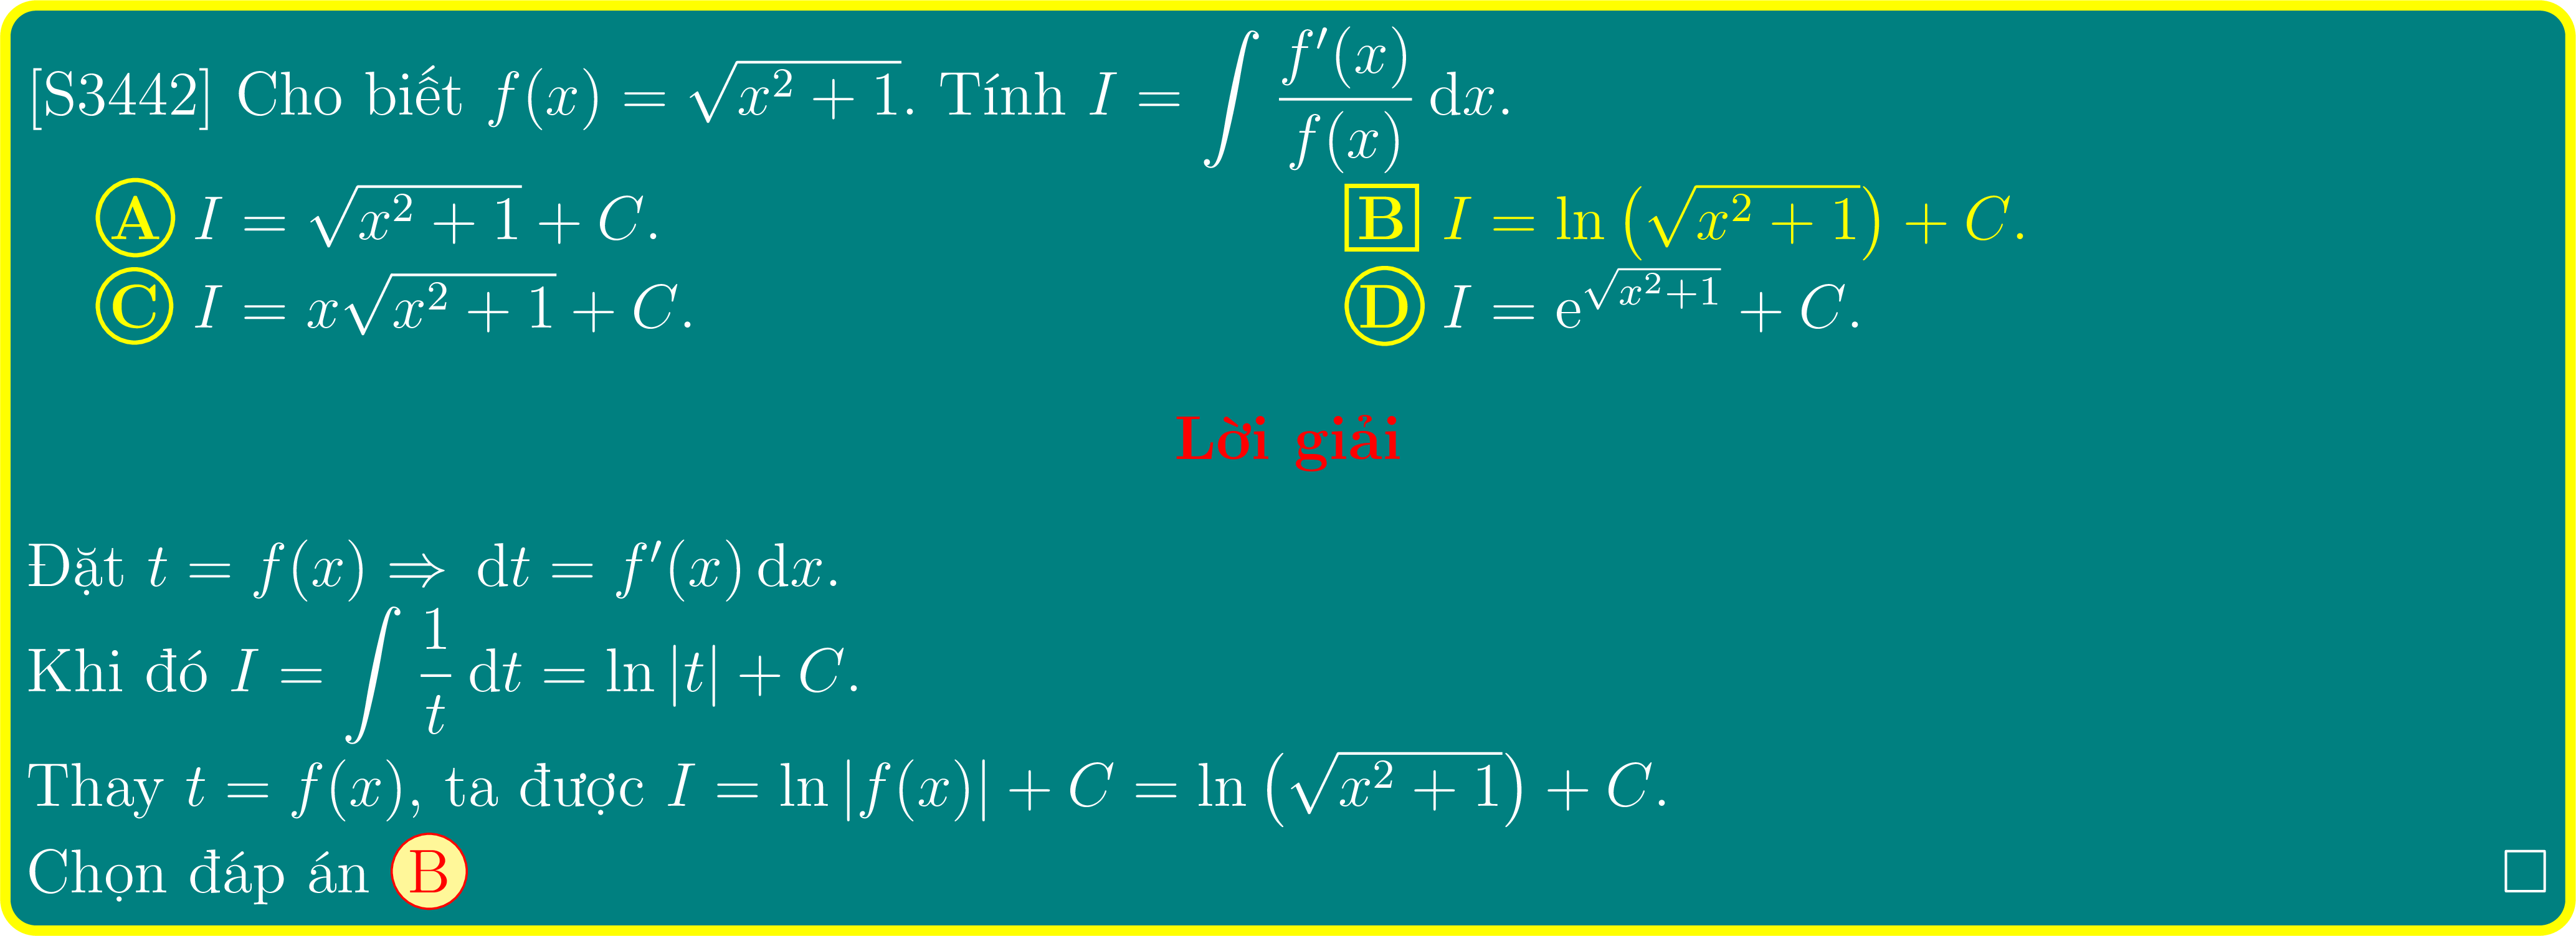 [S3442] Cho biết $f(x) = \sqrt{x^2+1}$. Tính $I = \int \dfrac{f'(x)}{f(x)} \, \mathrm{d}x$.
A $I = \sqrt{x^2+1} + C$. B $I = \ln\left(\sqrt{x^2+1}\right) + C$.
C $I = x\sqrt{x^2+1} + C$. D $I = \mathrm{e}^{\sqrt{x^2+1}} + C$.
Lời giải
Đặt $t = f(x) \Rightarrow \mathrm{d}t = f'(x) \, \mathrm{d}x$.
Khi đó $I = \int \dfrac{1}{t} \, \mathrm{d}t = \ln|t| + C$.
Thay $t = f(x)$, ta được $I = \ln|f(x)| + C = \ln\left(\sqrt{x^2+1}\right) + C$.
Chọn đáp án B □